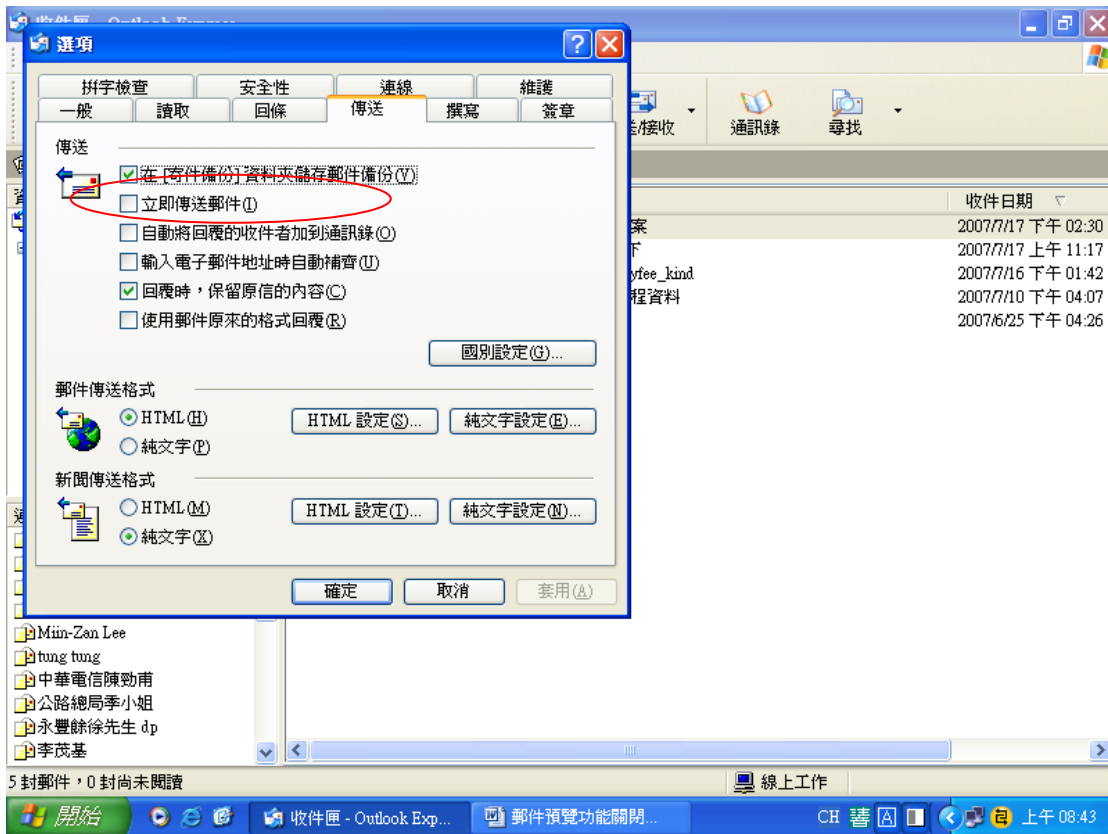 收件匣 - Outlook Express
選項
拼字檢查 安全性 連線 維護
一般 讀取 回條 傳送 撰寫 簽章
傳送
在 [寄件備份] 資料夾儲存郵件備份(V)
立即傳送郵件(I)
自動將回覆的收件者加到通訊錄(O)
輸入電子郵件地址時自動補齊(U)
回覆時，保留原信的內容(C)
使用郵件原來的格式回覆(R)
國別設定(G)...
郵件傳送格式
HTML(H)
純文字(P)
HTML 設定(S)... 純文字設定(E)...
新聞傳送格式
HTML(M)
純文字(X)
HTML 設定(T)... 純文字設定(N)...
確定 取消 套用(A)
/接收 通訊錄 尋找
收件日期
案 2007/7/17 下午 02:30
下 2007/7/17 上午 11:17
yfee_kind 2007/7/16 下午 01:42
程資料 2007/7/10 下午 04:07
2007/6/25 下午 04:26
Miin-Zan Lee
tung tung
中華電信陳勁甫
公路總局季小姐
永豐餘徐先生 dp
李茂基
5 封郵件，0 封尚未閱讀
線上工作
開始 收件匣 - Outlook Exp... 郵件預覽功能關閉... CH A 上午 08:43